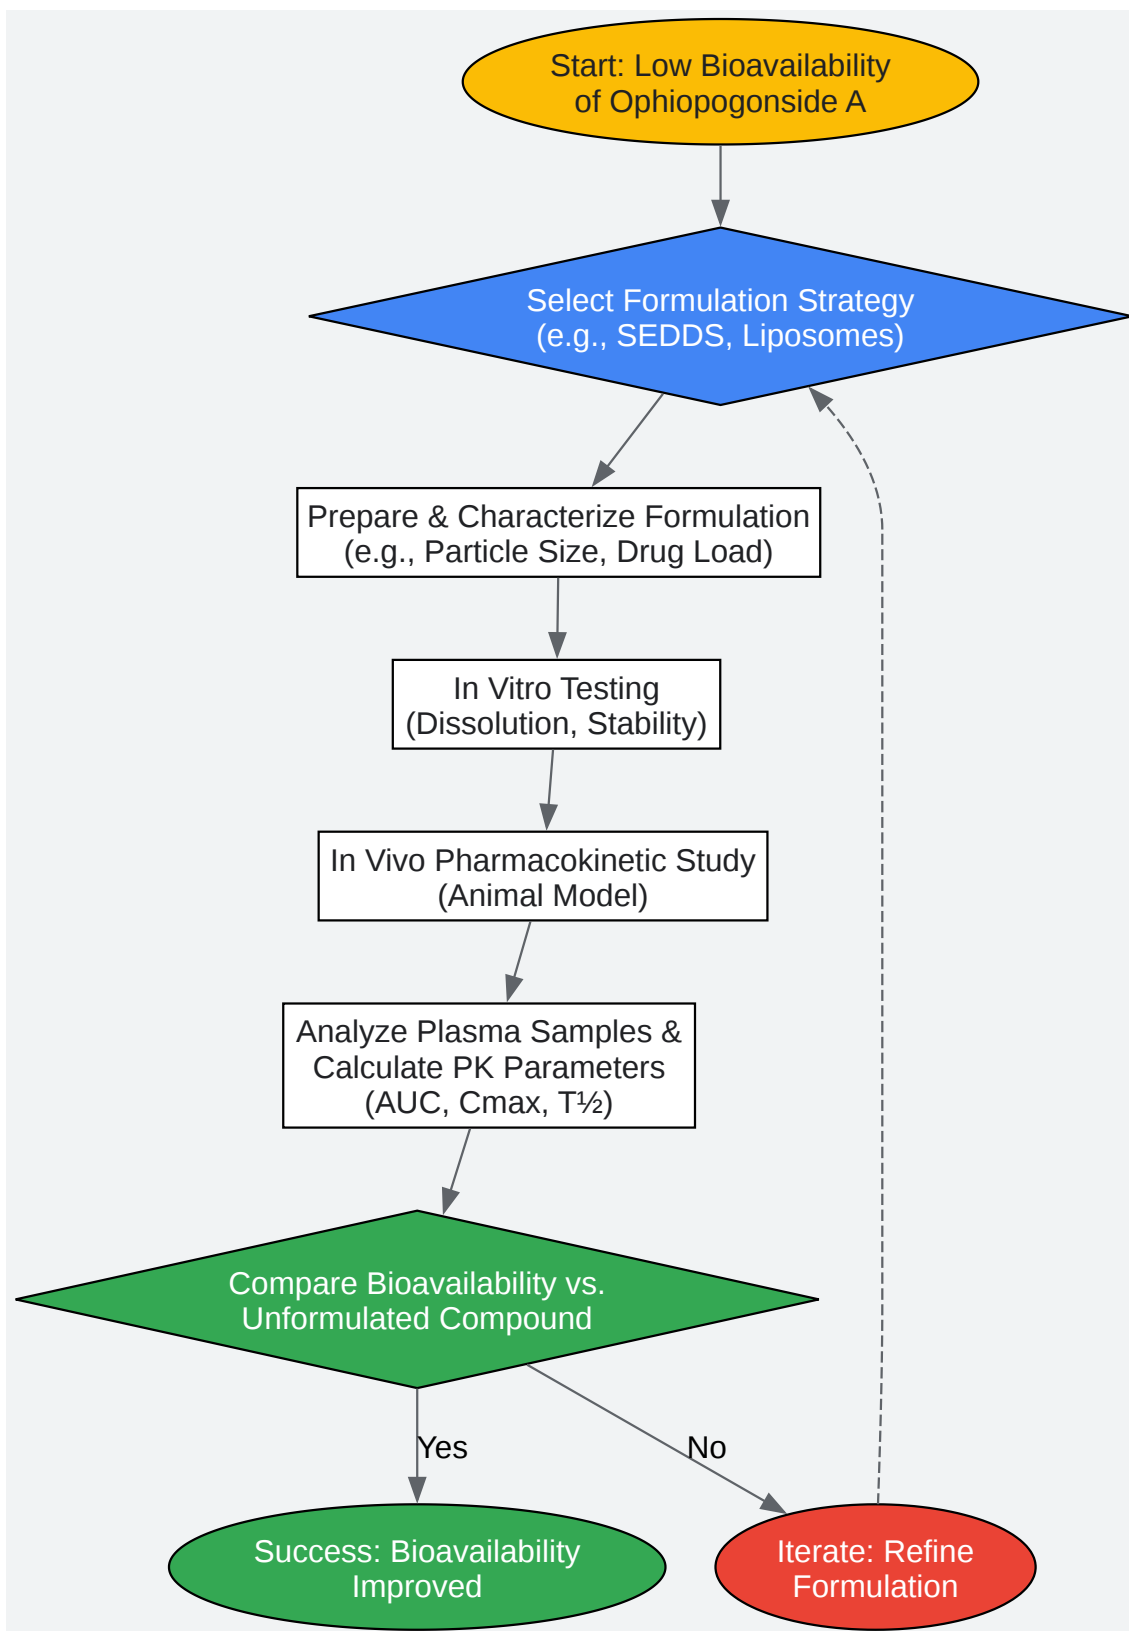 Start: Low Bioavailability
of Ophiopogonside A
Select Formulation Strategy
(e.g., SEDDS, Liposomes)
Prepare & Characterize Formulation
(e.g., Particle Size, Drug Load)
In Vitro Testing
(Dissolution, Stability)
In Vivo Pharmacokinetic Study
(Animal Model)
Analyze Plasma Samples &
Calculate PK Parameters
(AUC, Cmax, T½)
Compare Bioavailability vs.
Unformulated Compound
Yes
No
Success: Bioavailability
Improved
Iterate: Refine
Formulation